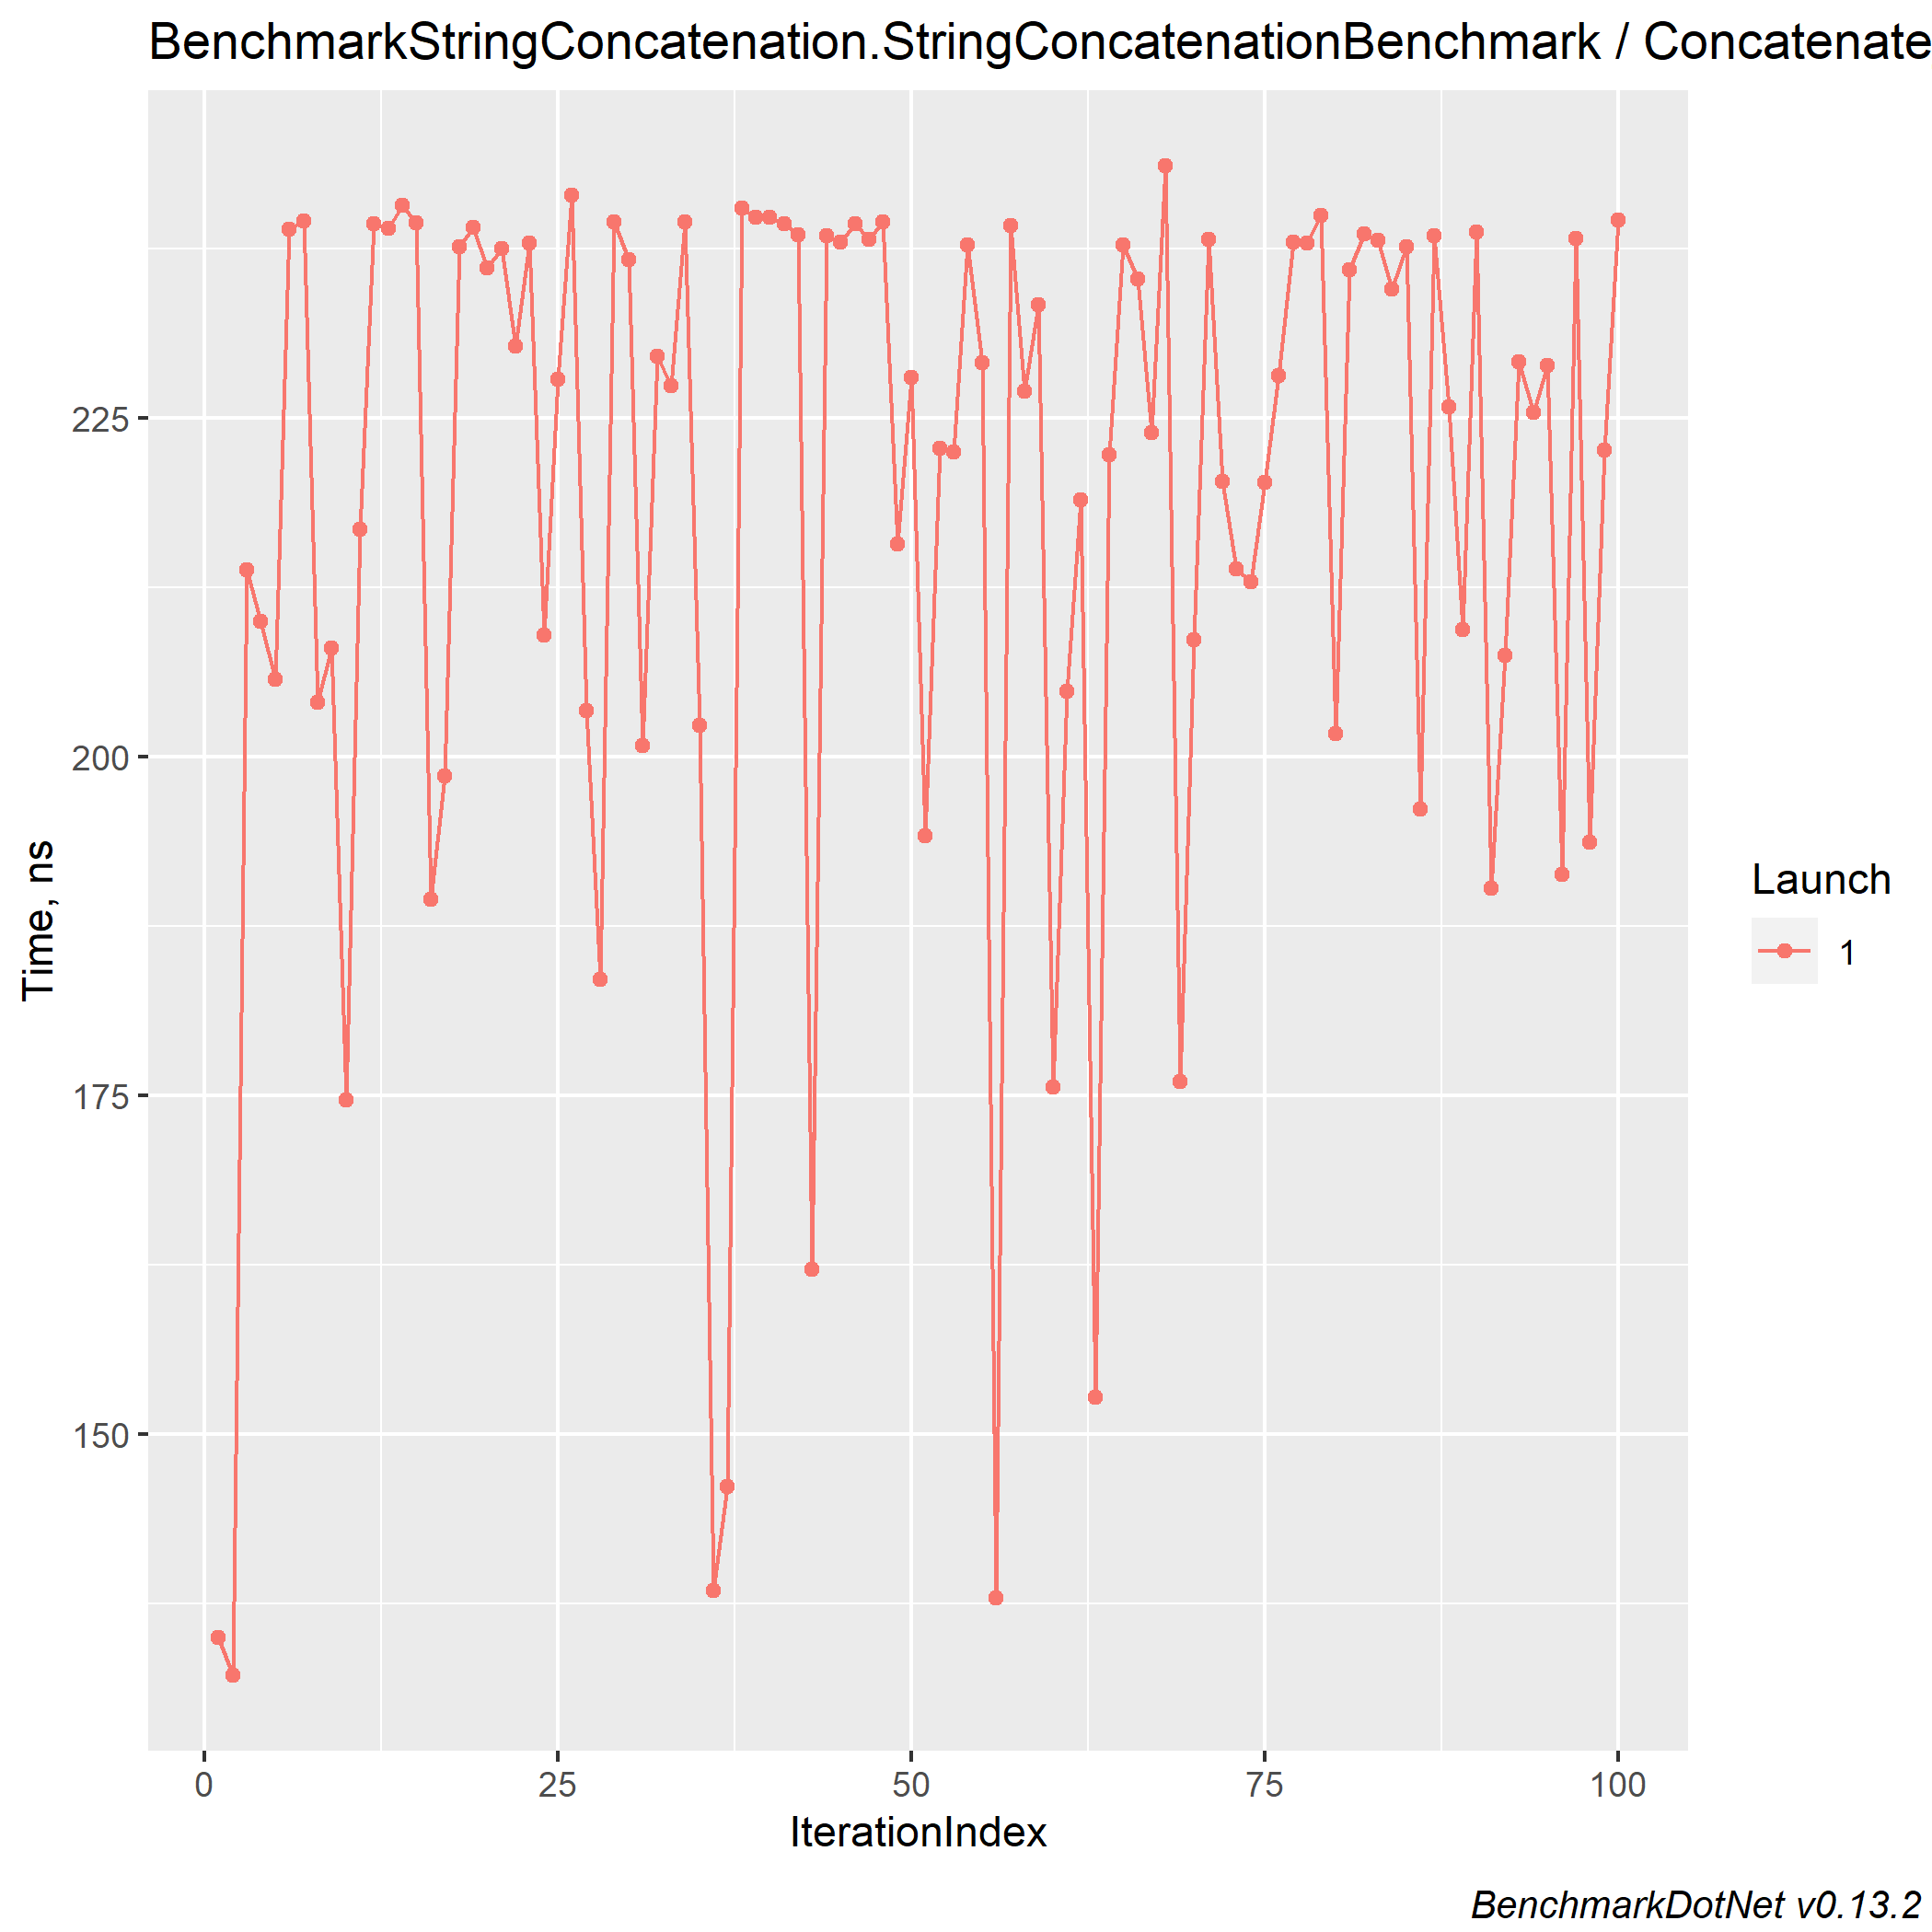 BenchmarkStringConcatenation.StringConcatenationBenchmark / Concatenate
225
200
175
150
Time, ns
0 25 50 75 100
IterationIndex
Launch
1
BenchmarkDotNet v0.13.2